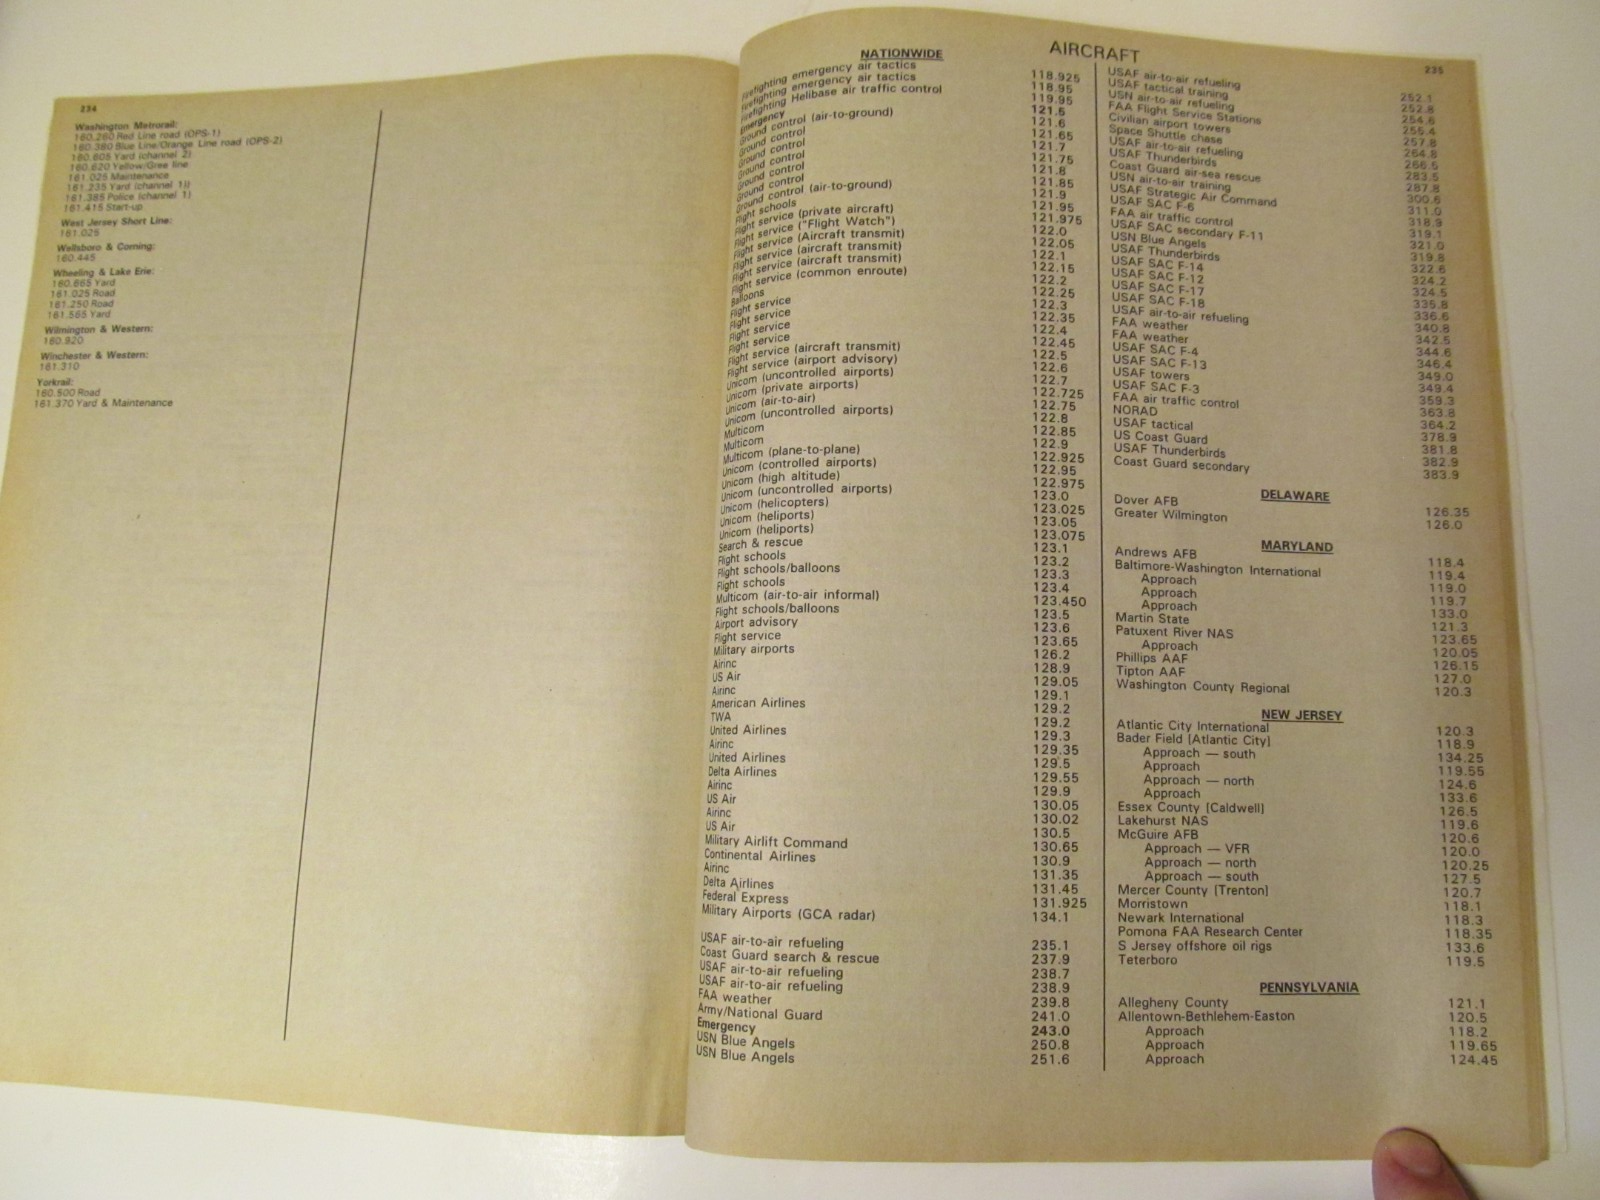 234
Washington Metrorail:
160.260 Red Line road (OPS-1)
160.380 Blue Line/Orange Line road (OPS-2)
160.605 Yard (channel 2)
160.620 Yellow/Gree line
161.025 Maintenance
161.235 Yard (channel 1))
161.385 Police (channel 1)
161.415 Start-up
West Jersey Short Line:
161.025
Wellsboro & Corning:
160.445
Wheeling & Lake Erie:
160.665 Yard
161.025 Road
161.250 Road
161.565 Yard
Wilmington & Western:
160.920
Winchester & Western:
161.310
Yorkrail:
160.500 Road
161.370 Yard & Maintenance
AIRCRAFT
235
NATIONWIDE
Firefighting emergency air tactics 118.925
Firefighting emergency air tactics 118.95
Firefighting Helibase air traffic control 119.95
Emergency 121.5
Ground control (air-to-ground) 121.6
Ground control 121.65
Ground control 121.7
Ground control 121.75
Ground control 121.8
Ground control 121.85
Ground control (air-to-ground) 121.9
Flight schools 121.95
Flight service (private aircraft) 121.975
Flight service ("Flight Watch") 122.0
Flight service (Aircraft transmit) 122.05
Flight service (aircraft transmit) 122.1
Flight service (aircraft transmit) 122.15
Flight service (common enroute) 122.2
Balloons 122.25
Flight service 122.3
Flight service 122.35
Flight service 122.4
Flight service 122.45
Flight service (aircraft transmit) 122.5
Flight service (airport advisory) 122.6
Unicom (uncontrolled airports) 122.7
Unicom (private airports) 122.725
Unicom (air-to-air) 122.75
Unicom (uncontrolled airports) 122.8
Multicom 122.85
Multicom 122.9
Multicom (plane-to-plane) 122.925
Unicom (controlled airports) 122.95
Unicom (high altitude) 122.975
Unicom (uncontrolled airports) 123.0
Unicom (helicopters) 123.025
Unicom (heliports) 123.05
Unicom (heliports) 123.075
Search & rescue 123.1
Flight schools 123.2
Flight schools/balloons 123.3
Flight schools 123.4
Multicom (air-to-air informal) 123.450
Flight schools/balloons 123.5
Airport advisory 123.6
Flight service 123.65
Military airports 126.2
Airinc 128.9
US Air 129.05
Airinc 129.1
American Airlines 129.2
TWA 129.2
United Airlines 129.3
Airinc 129.35
United Airlines 129.5
Delta Airlines 129.55
Airinc 129.9
US Air 130.05
Airinc 130.02
US Air 130.5
Military Airlift Command 130.65
Continental Airlines 130.9
Airinc 131.35
Delta Airlines 131.45
Federal Express 131.925
Military Airports (GCA radar) 134.1
USAF air-to-air refueling 235.1
Coast Guard search & rescue 237.9
USAF air-to-air refueling 238.7
USAF air-to-air refueling 238.9
FAA weather 239.8
Army/National Guard 241.0
Emergency 243.0
USN Blue Angels 250.8
USN Blue Angels 251.6
USAF air-to-air refueling 252.1
USAF tactical training 252.8
USN air-to-air refueling 254.6
FAA Flight Service Stations 255.4
Civilian airport towers 257.8
Space Shuttle chase 264.8
USAF air-to-air refueling 266.5
USAF Thunderbirds 283.5
Coast Guard air-sea rescue 287.8
USN air-to-air training 300.6
USAF Strategic Air Command 311.0
USAF SAC F-6 318.9
FAA air traffic control 319.1
USAF SAC secondary F-11 321.0
USN Blue Angels 319.8
USAF Thunderbirds 322.6
USAF SAC F-14 324.2
USAF SAC F-12 324.5
USAF SAC F-17 335.8
USAF SAC F-18 336.6
USAF air-to-air refueling 340.8
FAA weather 342.5
FAA weather 344.6
USAF SAC F-4 346.4
USAF SAC F-13 349.0
USAF towers 349.4
USAF SAC F-3 359.3
FAA air traffic control 363.8
NORAD 364.2
USAF tactical 378.9
US Coast Guard 381.8
USAF Thunderbirds 382.9
Coast Guard secondary 383.9
DELAWARE
Dover AFB 126.35
Greater Wilmington 126.0
MARYLAND
Andrews AFB 118.4
Baltimore-Washington International 119.4
Approach 119.0
Approach 119.7
Approach 133.0
Martin State 121.3
Patuxent River NAS 123.65
Approach 120.05
Phillips AAF 126.15
Tipton AAF 127.0
Washington County Regional 120.3
NEW JERSEY
Atlantic City International 120.3
Bader Field [Atlantic City] 118.9
Approach — south 134.25
Approach 119.55
Approach — north 124.6
Approach 133.6
Essex County [Caldwell] 126.5
Lakehurst NAS 119.6
McGuire AFB 120.6
Approach — VFR 120.0
Approach — north 120.25
Approach — south 127.5
Mercer County [Trenton] 120.7
Morristown 118.1
Newark International 118.3
Pomona FAA Research Center 118.35
S Jersey offshore oil rigs 133.6
Teterboro 119.5
PENNSYLVANIA
Allegheny County 121.1
Allentown-Bethlehem-Easton 120.5
Approach 118.2
Approach 119.65
Approach 124.45